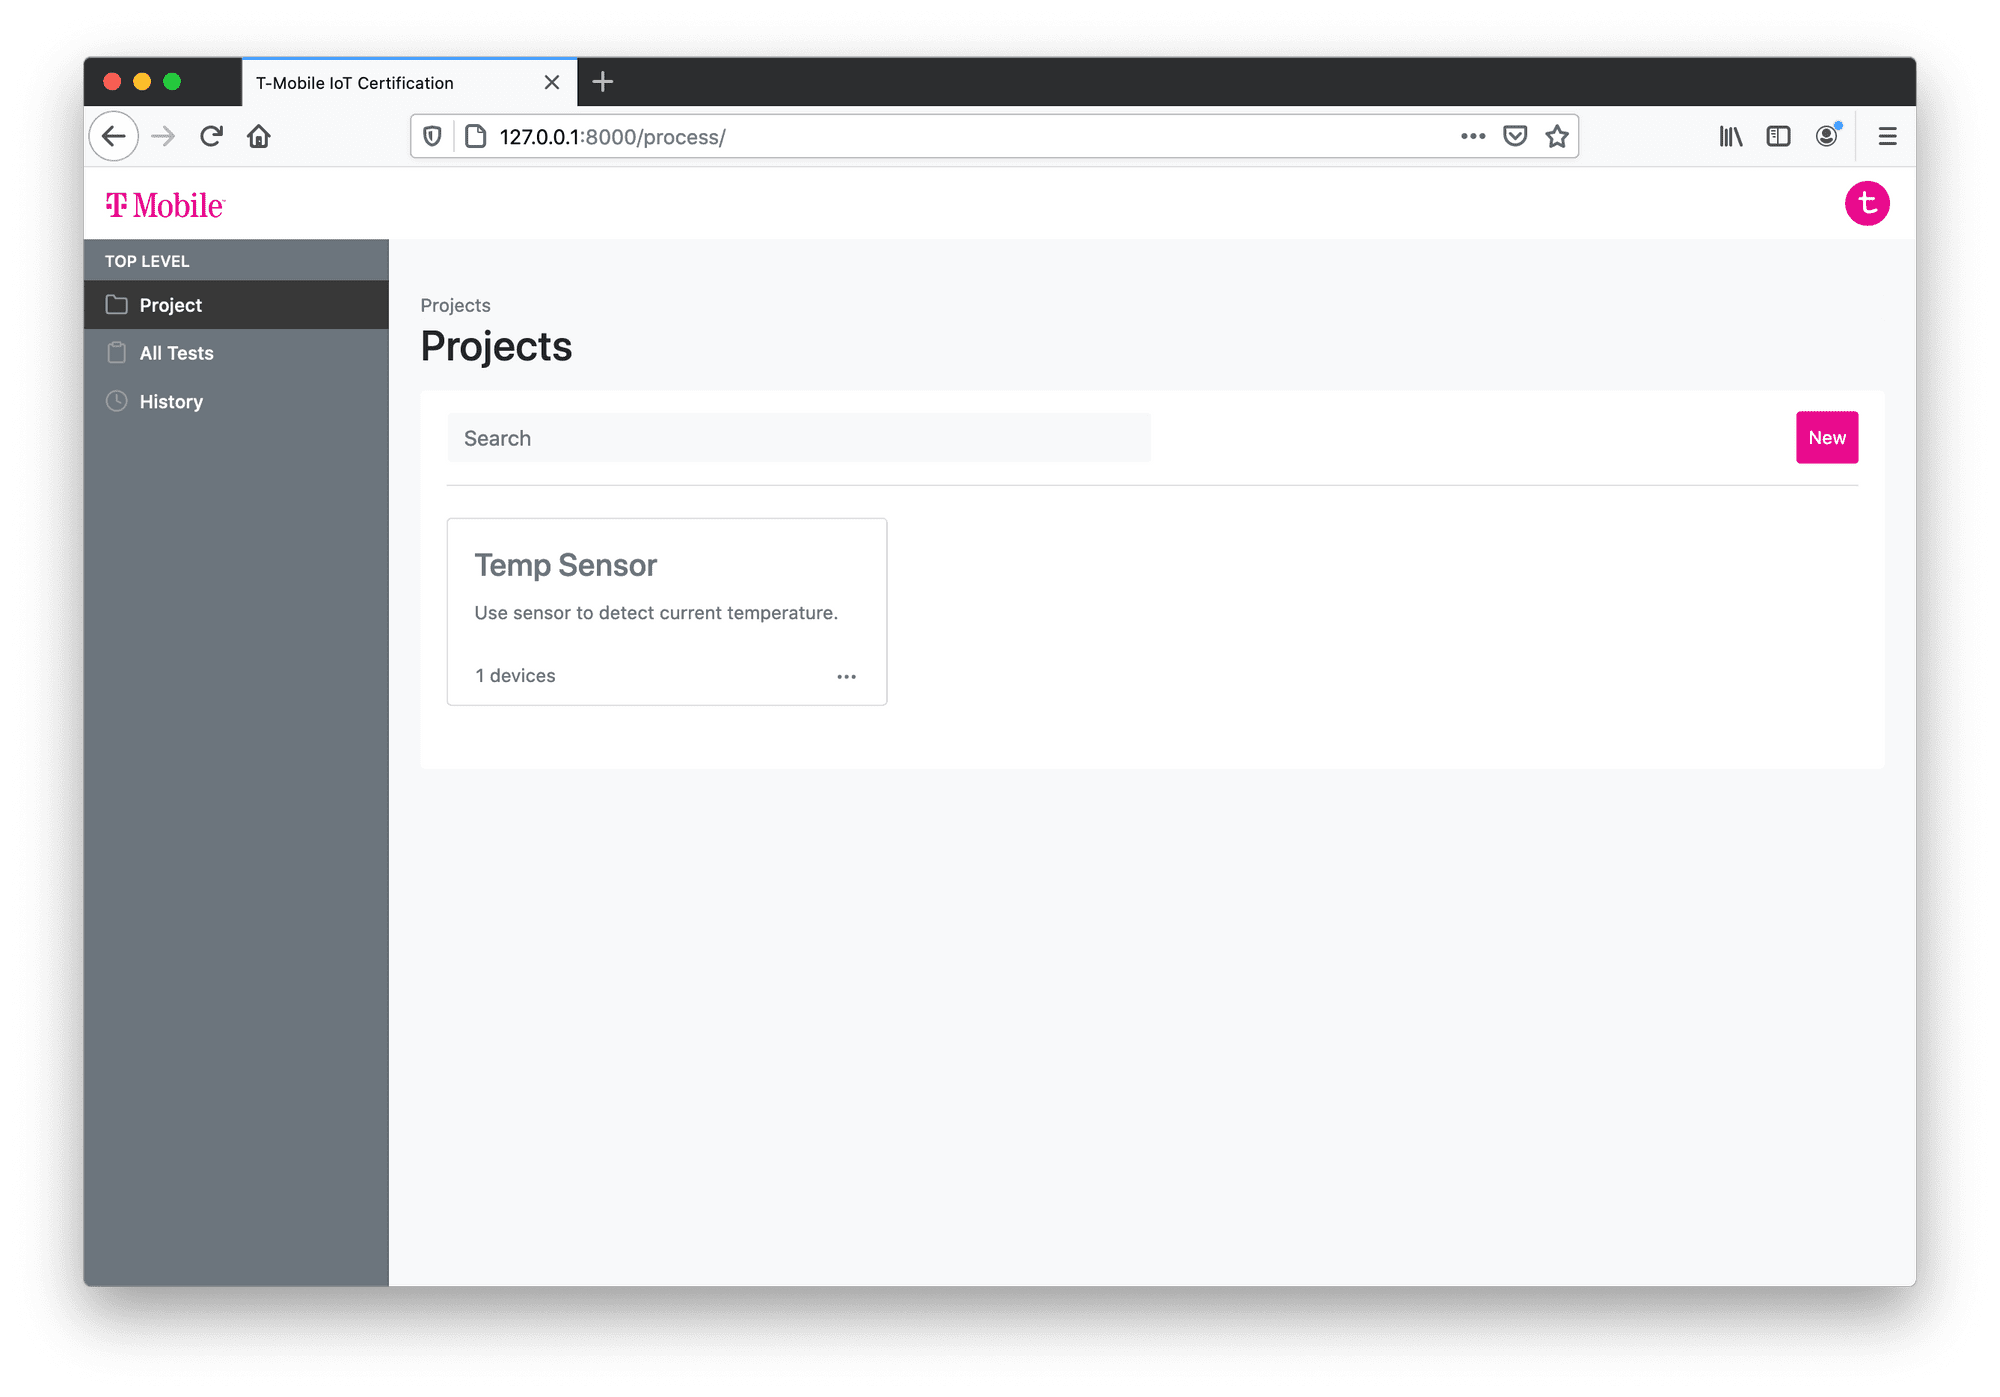 T-Mobile IoT Certification
127.0.0.1:8000/process/
T Mobile
t
TOP LEVEL
Project
All Tests
History
Projects
Projects
Search
New
Temp Sensor
Use sensor to detect current temperature.
1 devices